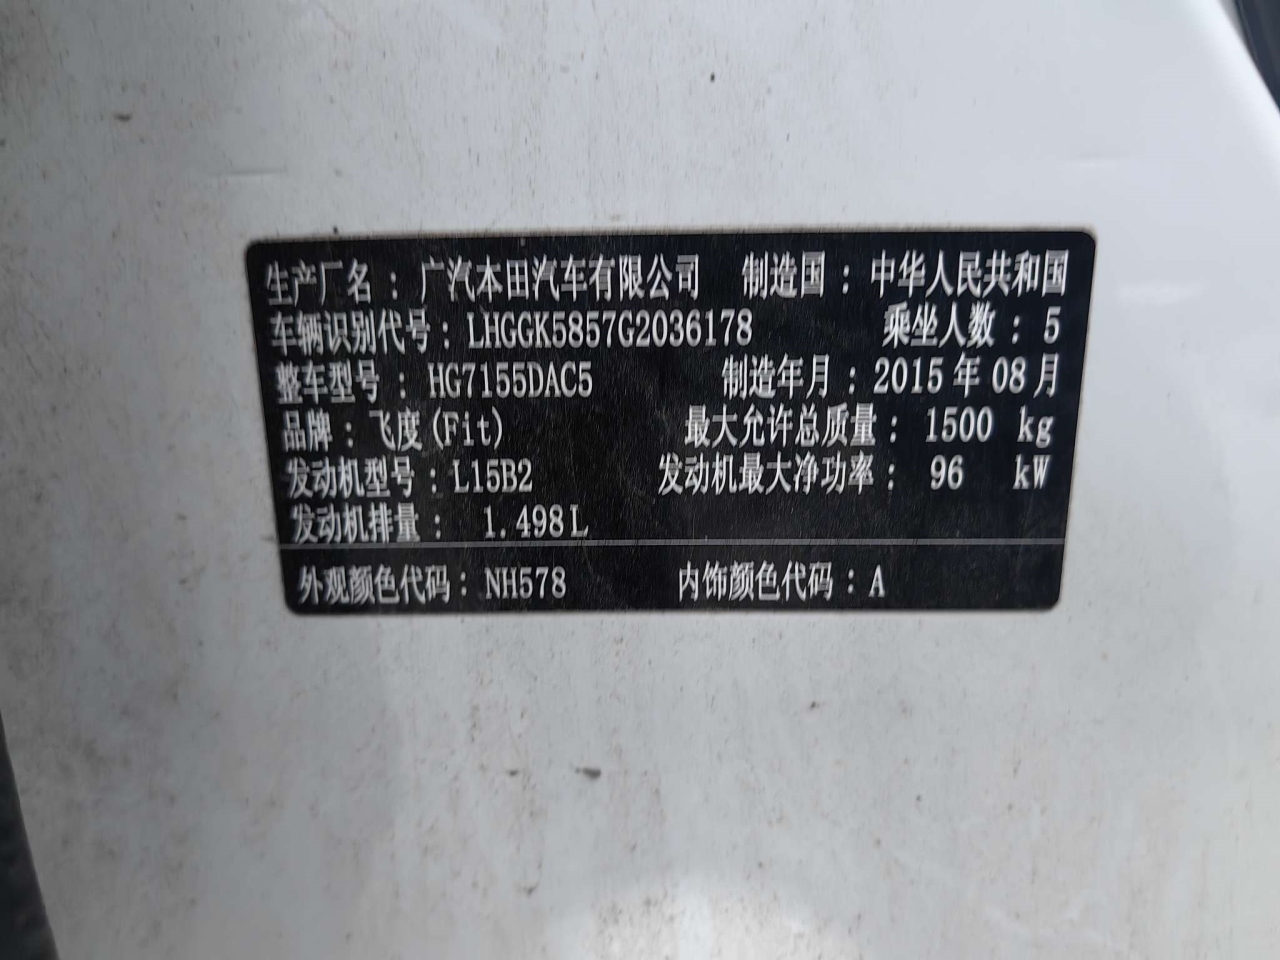 生产厂名：广汽本田汽车有限公司 制造国：中华人民共和国
车辆识别代号：LHGGK5857G2036178 乘坐人数：5
整车型号：HG7155DAC5 制造年月：2015年08月
品牌：飞度(Fit) 最大允许总质量：1500 kg
发动机型号：L15B2 发动机最大净功率：96 kW
发动机排量：1.498L
外观颜色代码：NH578 内饰颜色代码：A